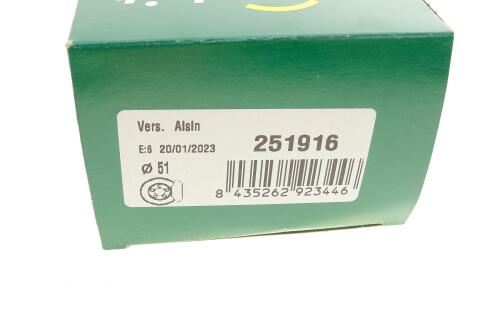 Vers. Aisin
E:6 20/01/2023
251916
Ø 51
8 435262 923446